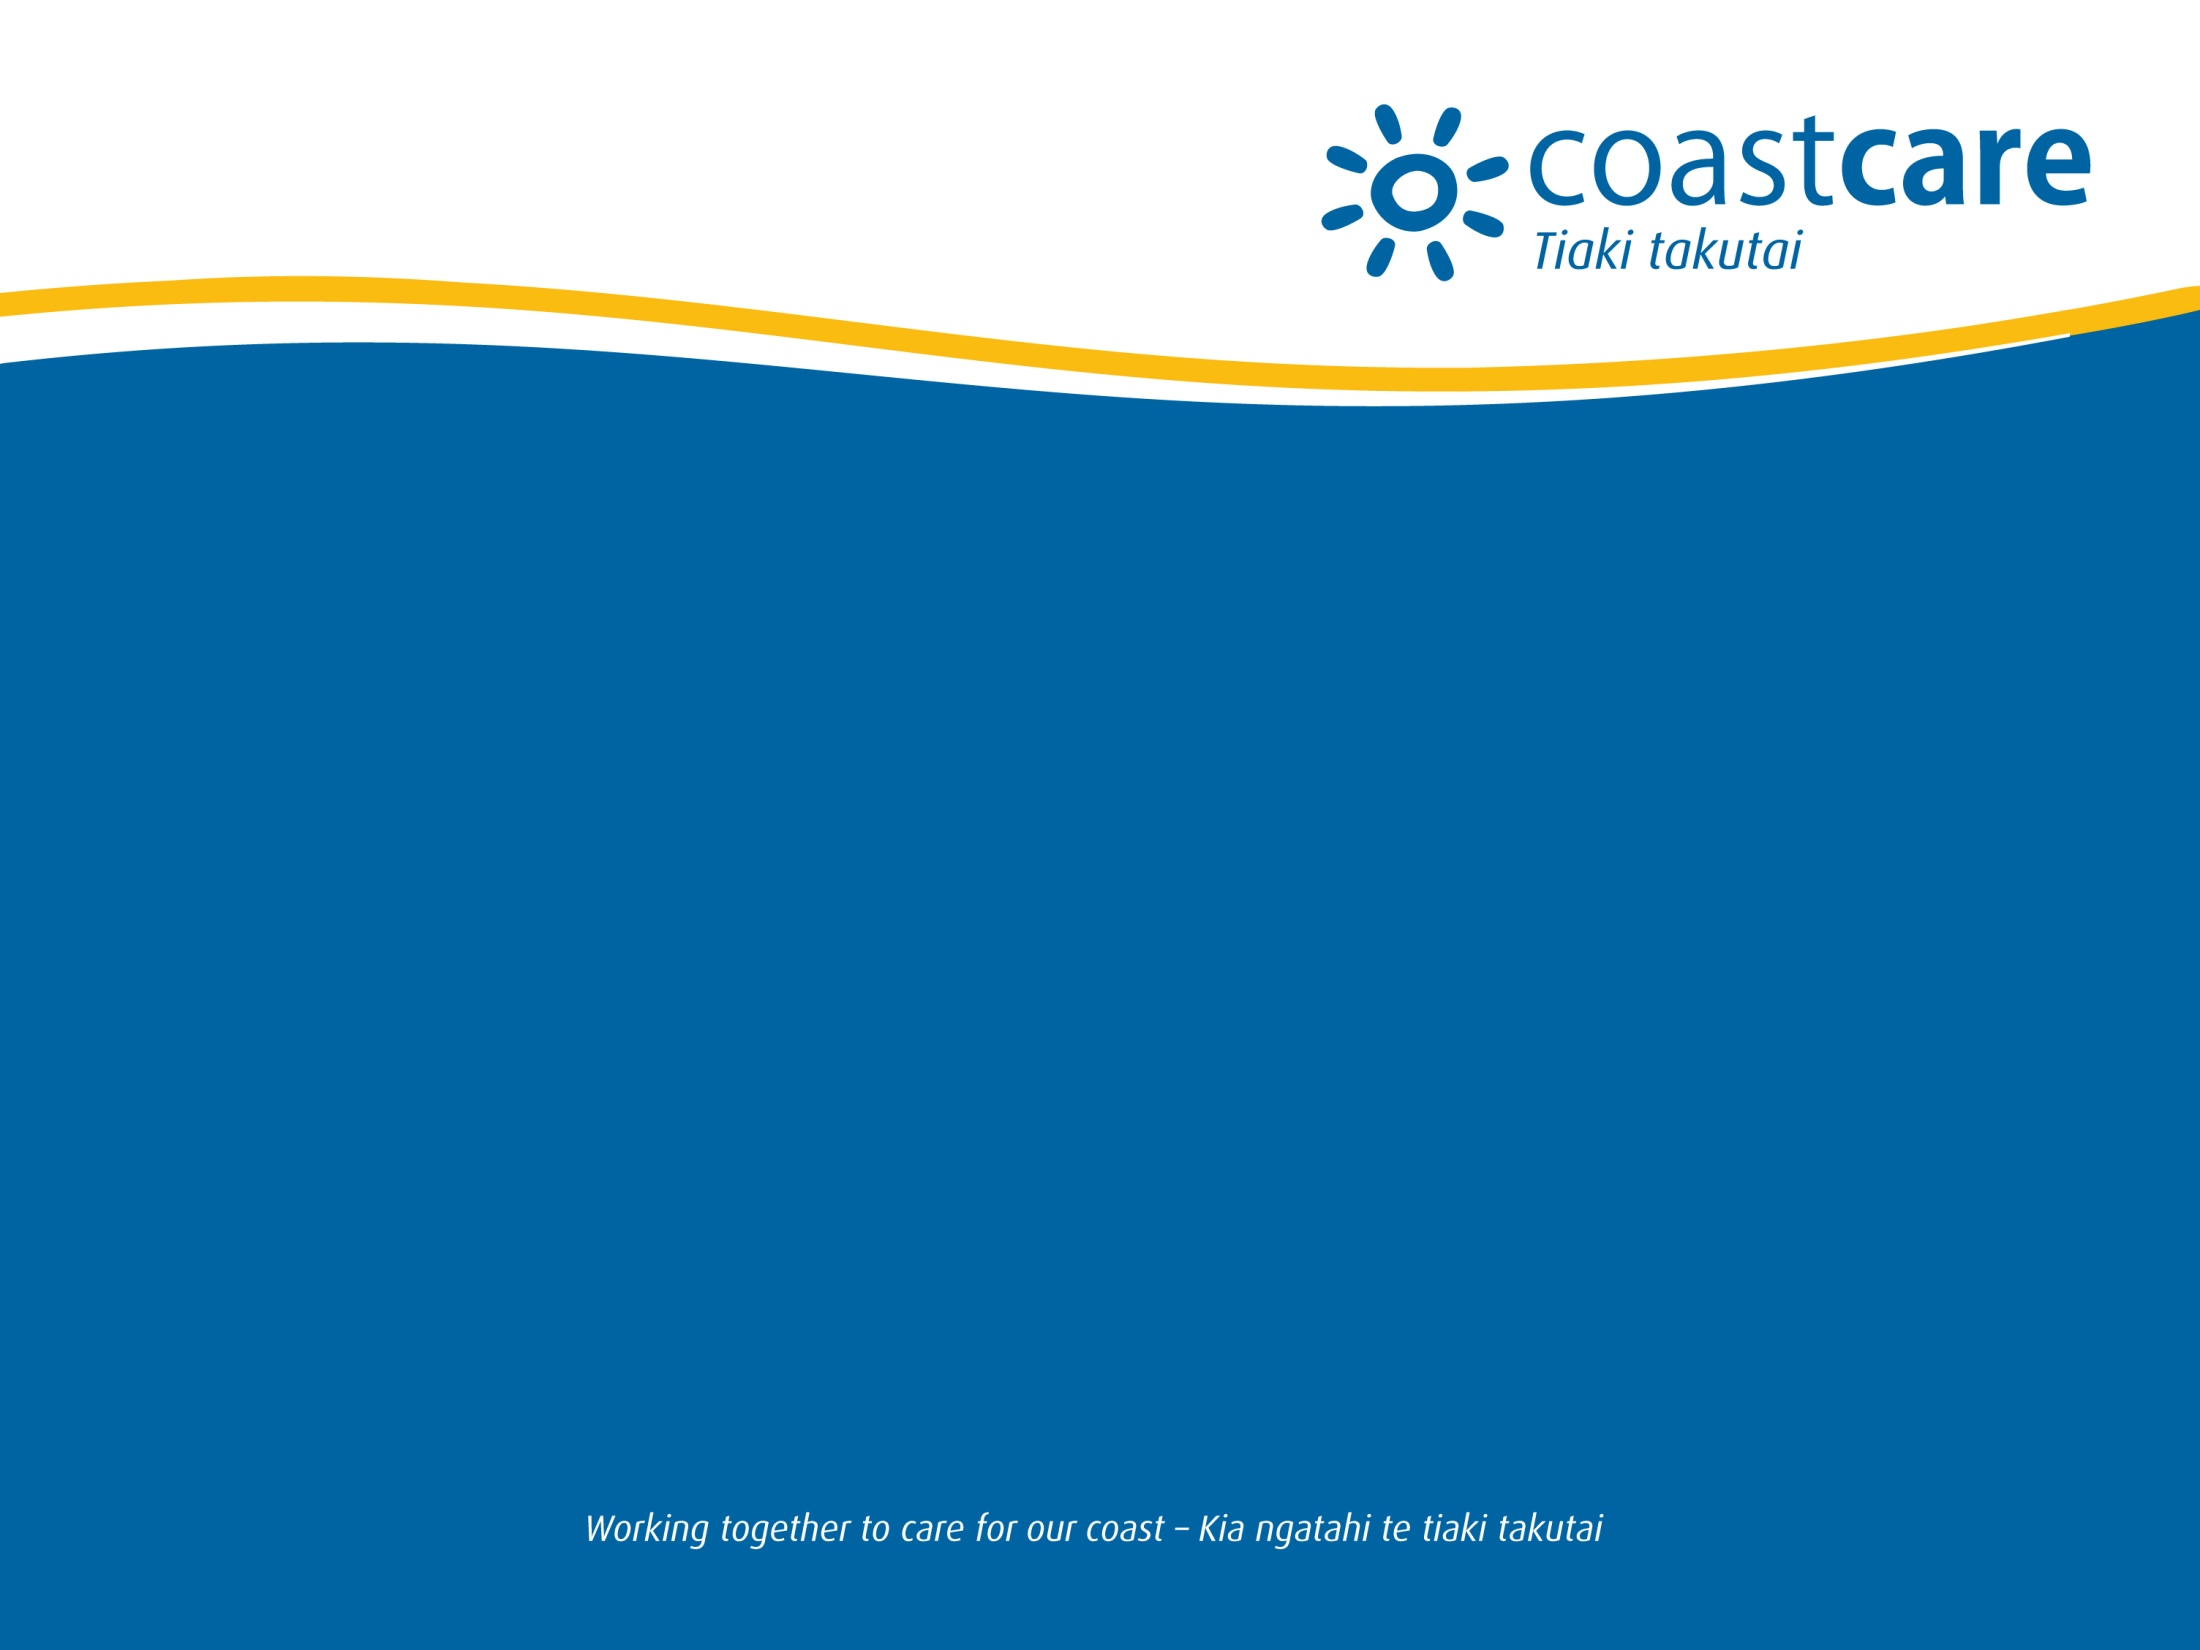 coastcare
Tiaki takutai
Working together to care for our coast – Kia ngatahi te tiaki takutai